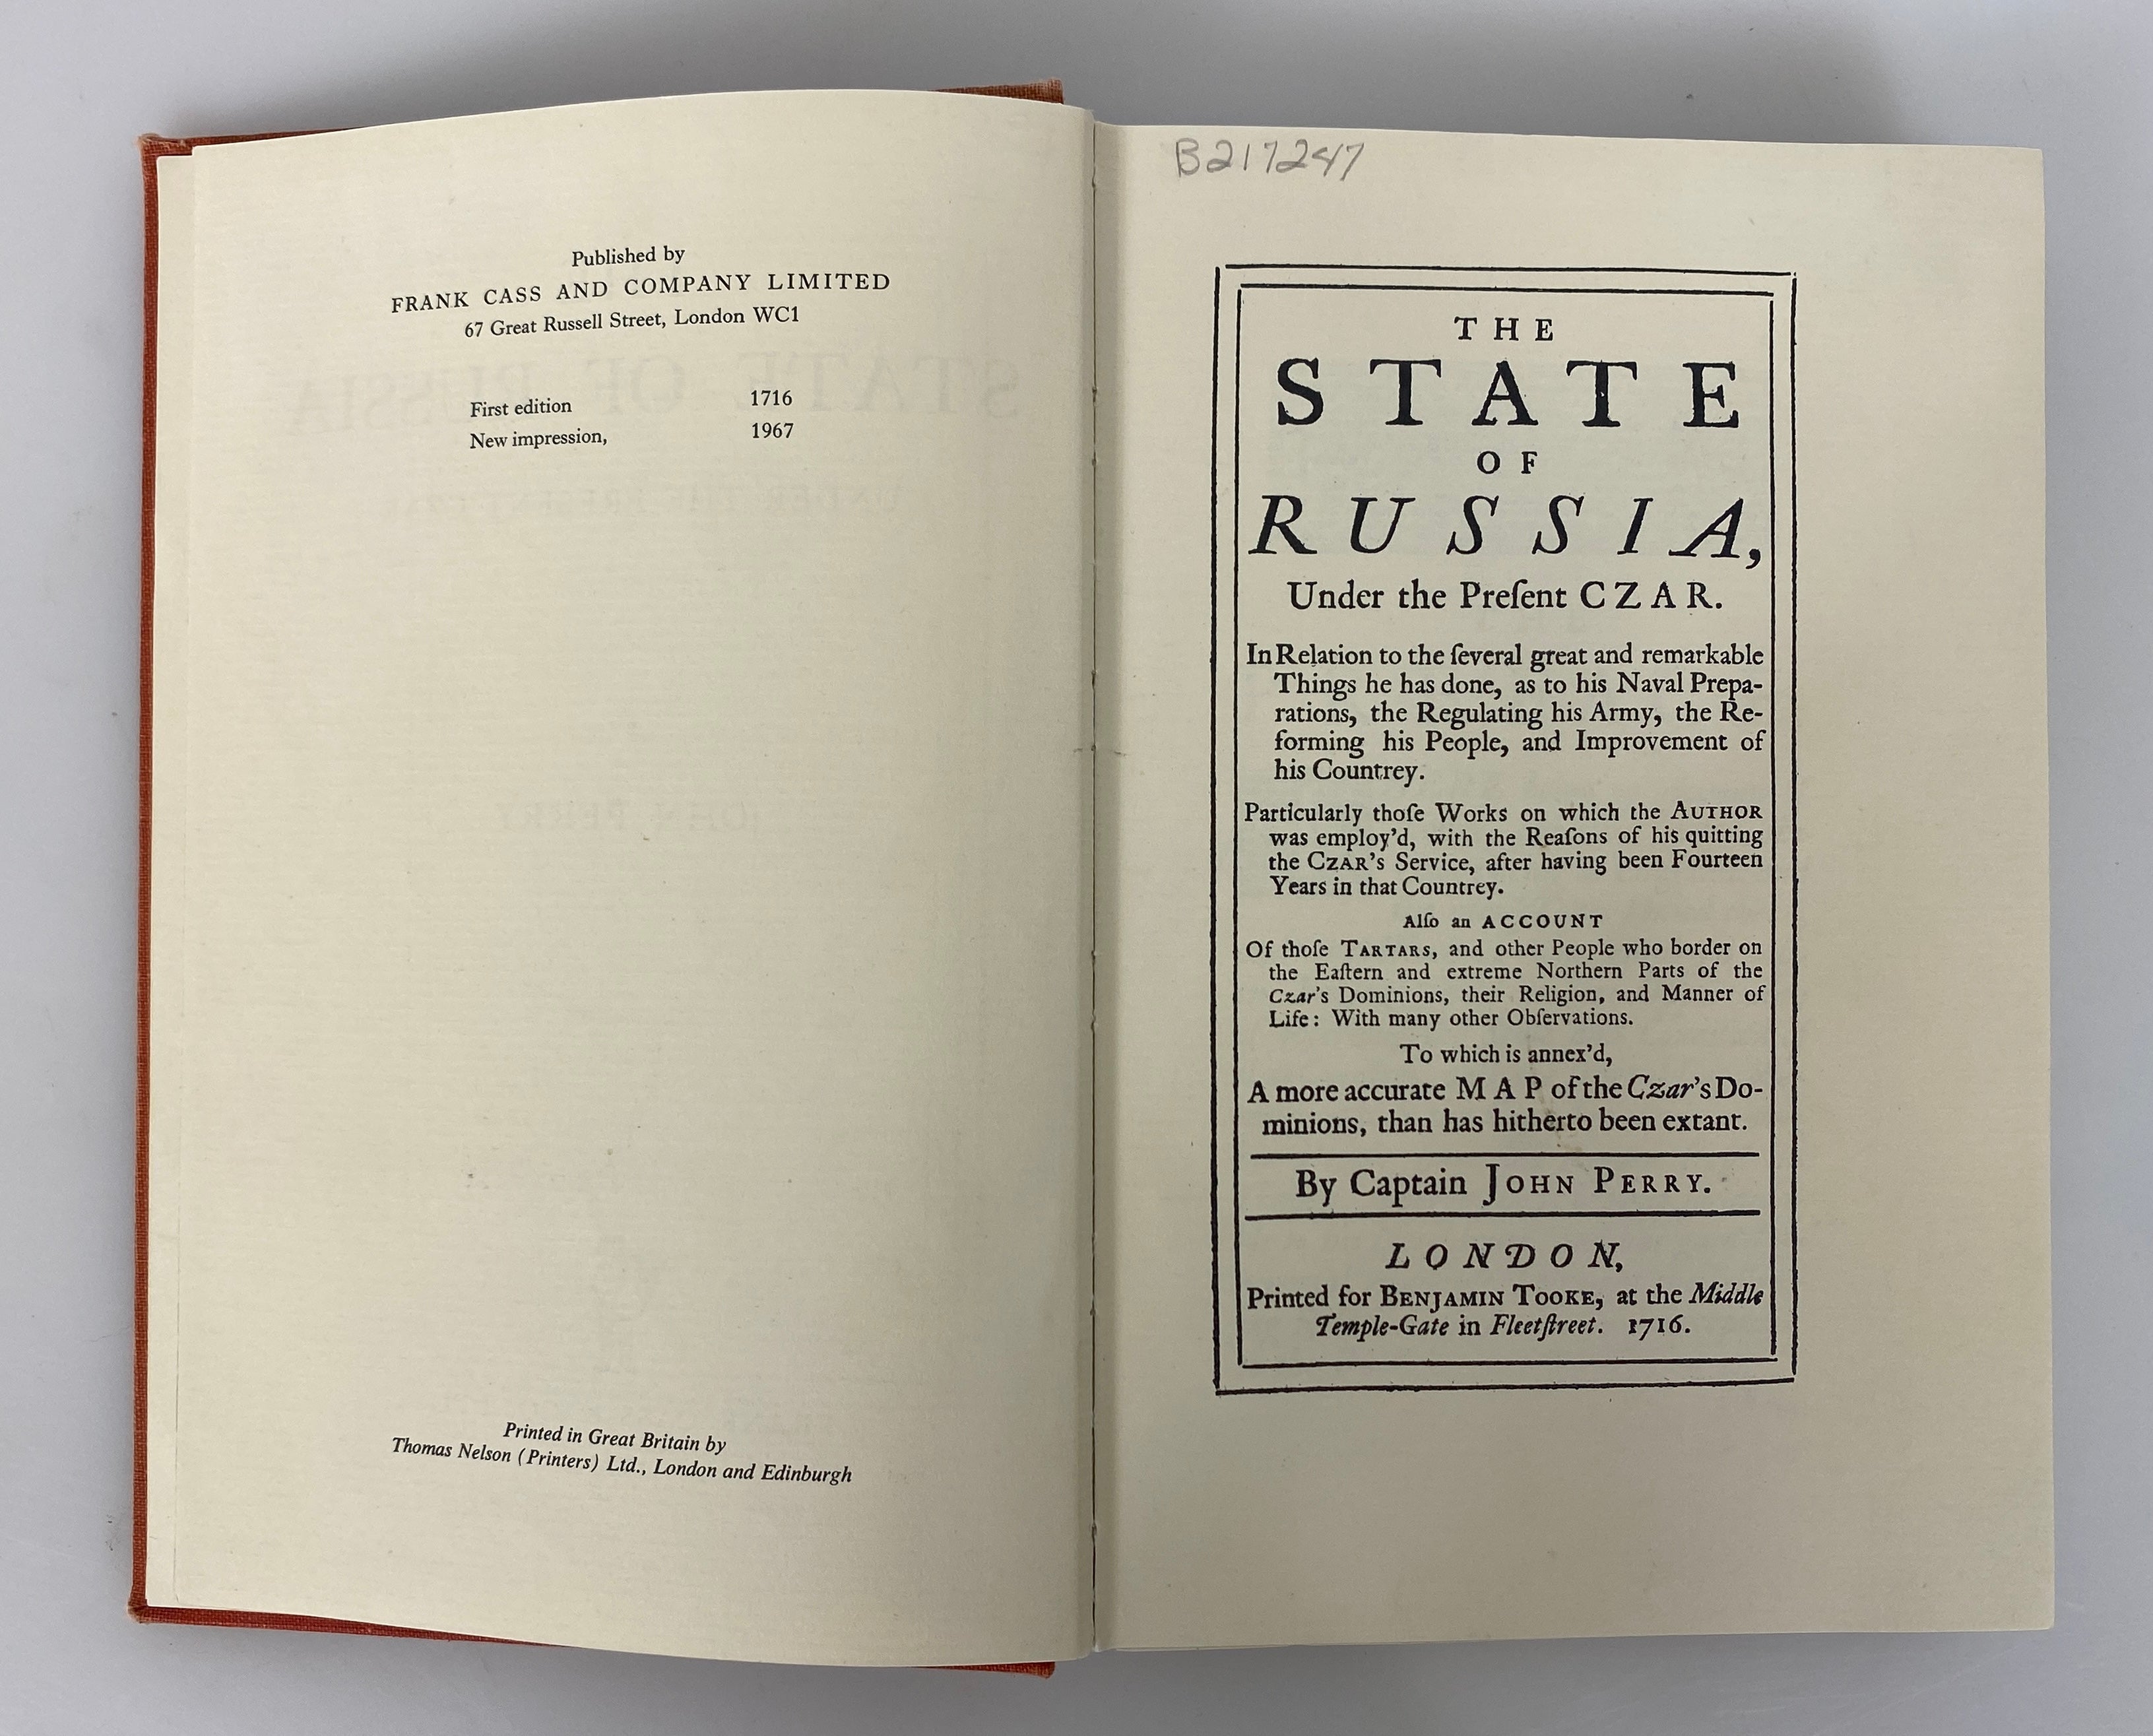 Published by
FRANK CASS AND COMPANY LIMITED
67 Great Russell Street, London WC1
First edition 1716
New impression, 1967
Printed in Great Britain by
Thomas Nelson (Printers) Ltd., London and Edinburgh
B217247
THE
STATE
OF
RUSSIA,
Under the Preſent CZAR.
In Relation to the ſeveral great and remarkable
Things he has done, as to his Naval Prepa-
rations, the Regulating his Army, the Re-
forming his People, and Improvement of
his Countrey.
Particularly thoſe Works on which the AUTHOR
was employ'd, with the Reaſons of his quitting
the CZAR's Service, after having been Fourteen
Years in that Countrey.
Alſo an ACCOUNT
Of thoſe TARTARS, and other People who border on
the Eaſtern and extreme Northern Parts of the
Czar's Dominions, their Religion, and Manner of
Life: With many other Obſervations.
To which is annex'd,
A more accurate MAP of the Czar's Do-
minions, than has hitherto been extant.
By Captain JOHN PERRY.
LONDON,
Printed for BENJAMIN TOOKE, at the Middle
Temple-Gate in Fleetſtreet. 1716.